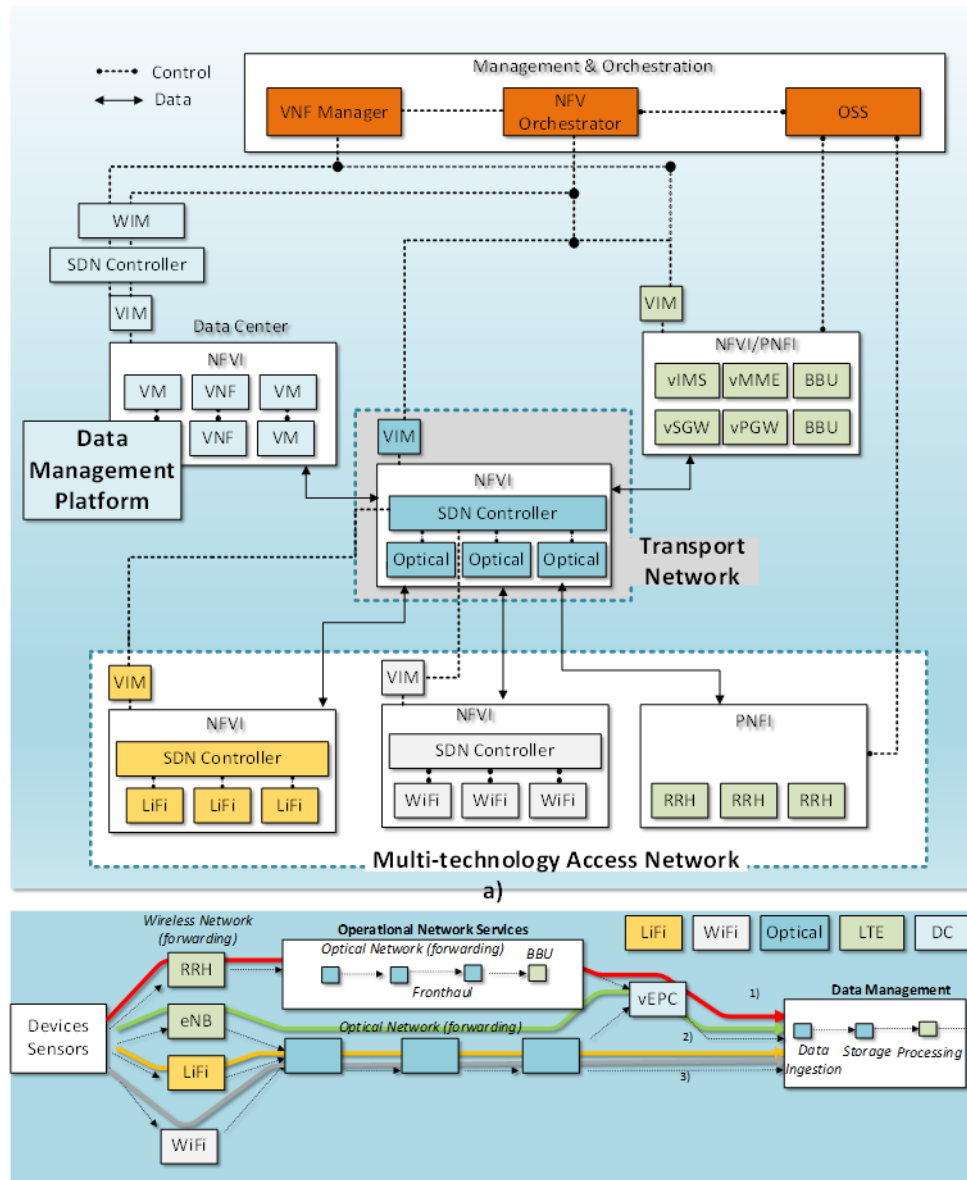 Control
Data
Management & Orchestration
VNF Manager
NFV
Orchestrator
OSS
WIM
SDN Controller
VIM
Data Center
NFVI
VM
VNF
VM
VNF
VM
Data
Management
Platform
VIM
NFVI/PNFI
vIMS
vMME
BBU
vSGW
vPGW
BBU
VIM
NFVI
SDN Controller
Optical
Optical
Optical
Transport
Network
VIM
NFVI
SDN Controller
LiFi
LiFi
LiFi
VIM
NFVI
SDN Controller
WiFi
WiFi
WiFi
PNFI
RRH
RRH
RRH
Multi-technology Access Network
a)
Wireless Network
(forwarding)
Operational Network Services
LiFi
WiFi
Optical
LTE
DC
RRH
Optical Network (forwarding)
BBU
Fronthaul
vEPC
1)
Data Management
Devices
Sensors
eNB
Optical Network (forwarding)
2)
Data
Ingestion
Storage
Processing
LiFi
3)
WiFi